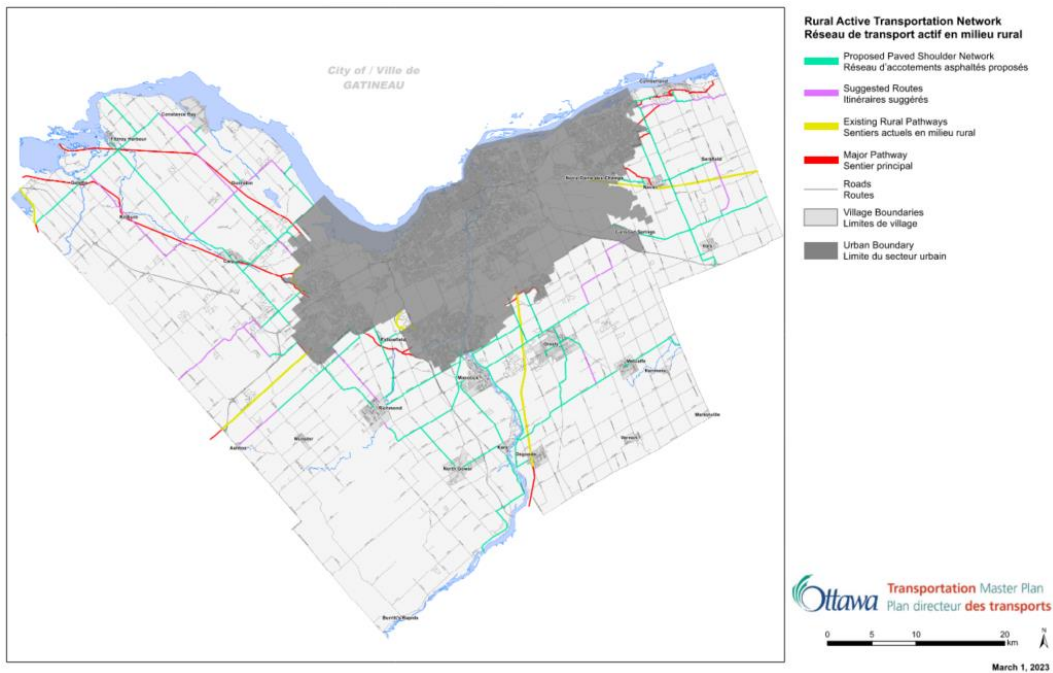 City of / Ville de
GATINEAU
Cumberland
Constance Bay
Fitzroy Harbour
Dunrobin
Galetta
Kinburn
Carp
Notre-Dame-des-Champs
Navan
Sarsfield
Carlsbad Springs
Vars
Fallowfield
Greely
Metcalfe
Manotick
Richmond
Munster
Ashton
Kenmore
Marionville
Vernon
Kars
Osgoode
North Gower
Burritt's Rapids
Rural Active Transportation Network
Réseau de transport actif en milieu rural
Proposed Paved Shoulder Network
Réseau d'accotements asphaltés proposés
Suggested Routes
Itinéraires suggérés
Existing Rural Pathways
Sentiers actuels en milieu rural
Major Pathway
Sentier principal
Roads
Routes
Village Boundaries
Limites de village
Urban Boundary
Limite du secteur urbain
Ottawa
Transportation Master Plan
Plan directeur des transports
0 5 10 20
km
N
March 1, 2023